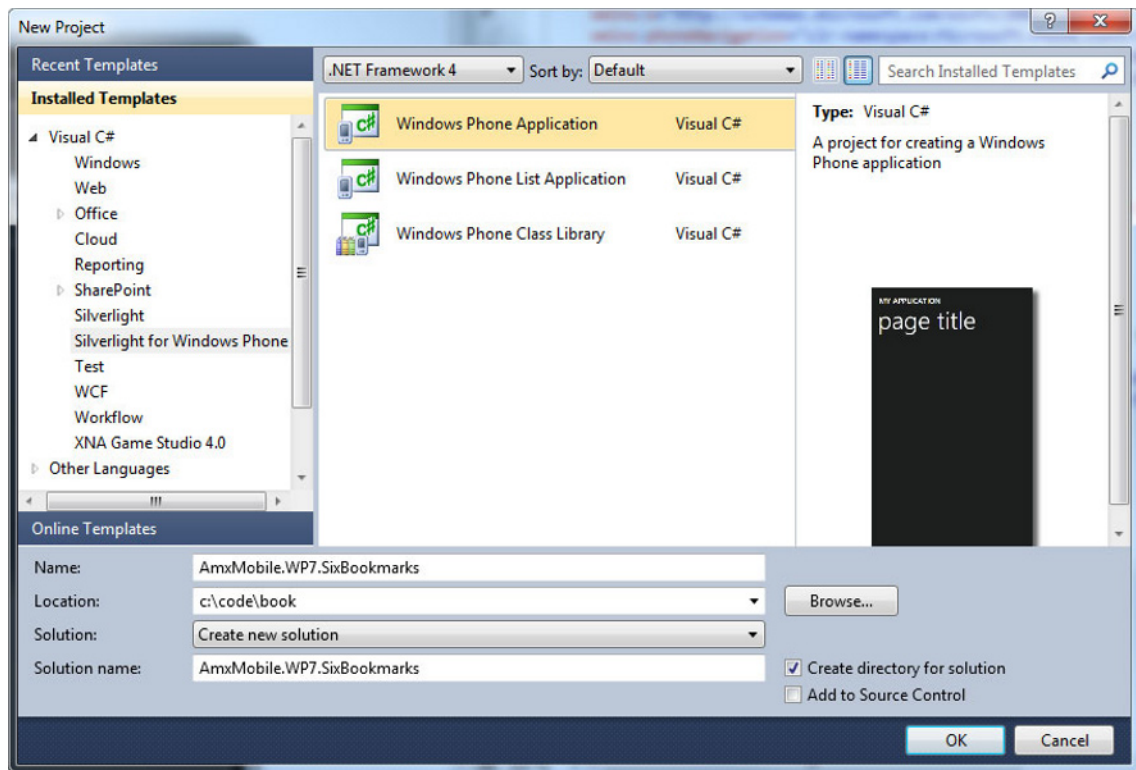 New Project
Recent Templates
Installed Templates
Visual C#
Windows
Web
Office
Cloud
Reporting
SharePoint
Silverlight
Silverlight for Windows Phone
Test
WCF
Workflow
XNA Game Studio 4.0
Other Languages
Online Templates
.NET Framework 4 Sort by: Default Search Installed Templates
Windows Phone Application Visual C#
Windows Phone List Application Visual C#
Windows Phone Class Library Visual C#
Type: Visual C#
A project for creating a Windows
Phone application
MY APPLICATION
page title
Name: AmxMobile.WP7.SixBookmarks
Location: c:\code\book Browse...
Solution: Create new solution
Solution name: AmxMobile.WP7.SixBookmarks
Create directory for solution
Add to Source Control
OK Cancel